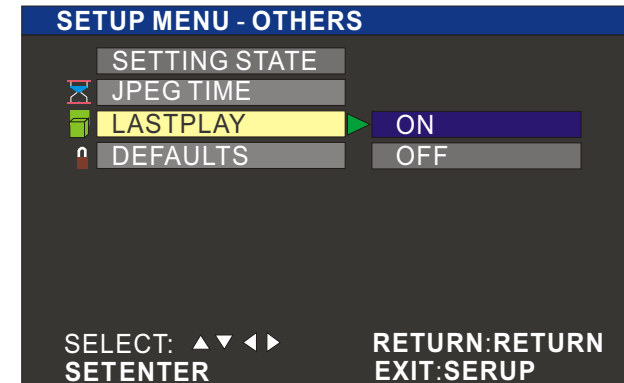 SETUP MENU - OTHERS
SETTING STATE
JPEG TIME
LASTPLAY ON
DEFAULTS OFF
SELECT: ▲▼◀▶ RETURN:RETURN
SETENTER EXIT:SERUP